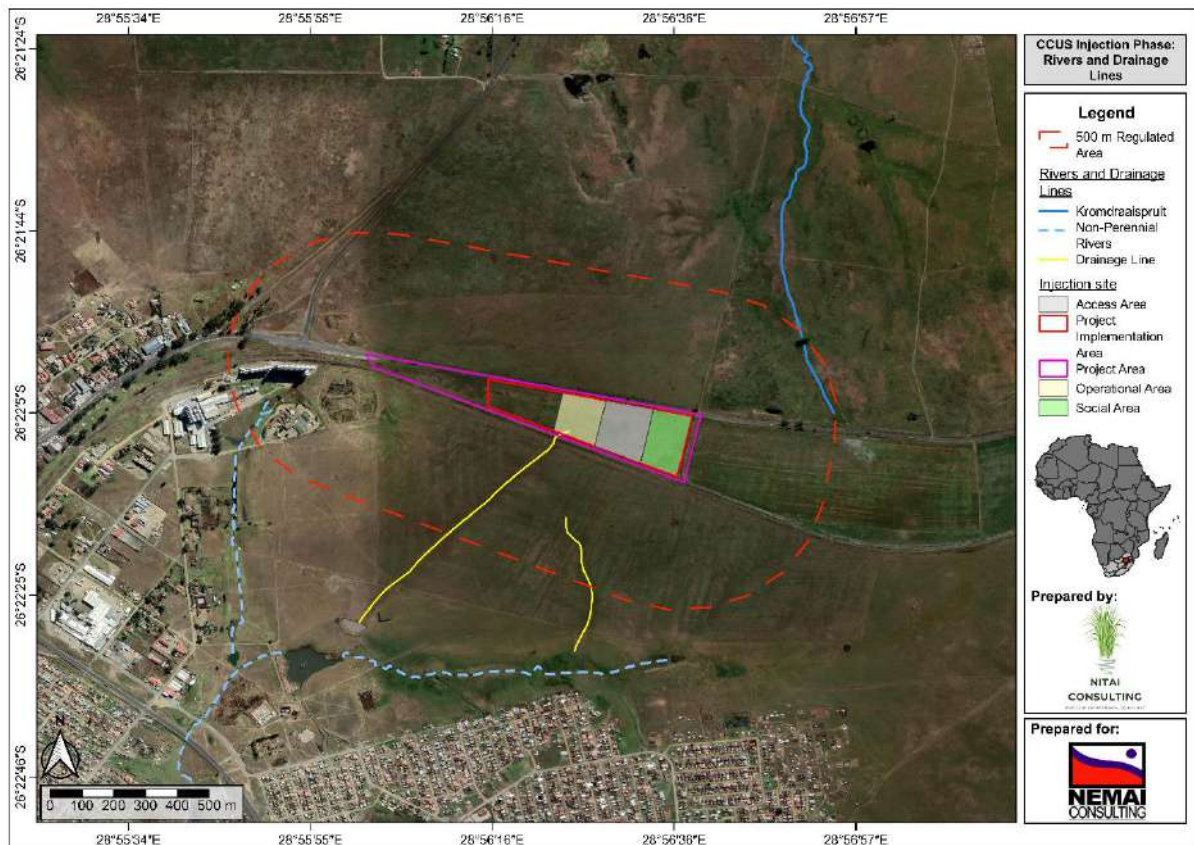 28°55'34"E 28°55'55"E 28°56'16"E 28°56'36"E 28°56'57"E
26°21'24"S
26°21'44"S
26°22'5"S
26°22'25"S
26°22'46"S
N
0 100 200 300 400 500 m
28°55'34"E 28°55'55"E 28°56'16"E 28°56'36"E 28°56'57"E
CCUS Injection Phase:
Rivers and Drainage
Lines
Legend
500 m Regulated
Area
Rivers and Drainage
Lines
Kromdraaispruit
Non-Perennial
Rivers
Drainage Line
Injection site
Access Area
Project
Implementation
Area
Project Area
Operational Area
Social Area
Prepared by:
NITAI
CONSULTING
Prepared for:
NEMAI
CONSULTING